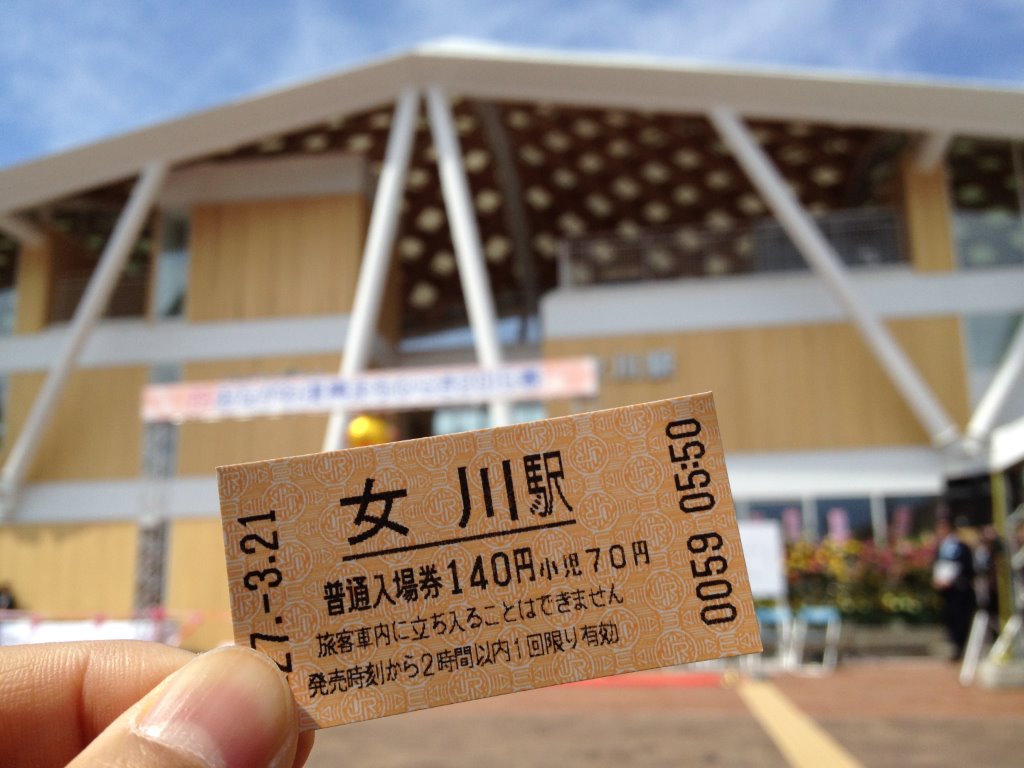 女川駅
普通入場券140円小児70円
旅客車内に立ち入ることはできません
発売時刻から2時間以内1回限り有効
27.-3.21
0059 05:50